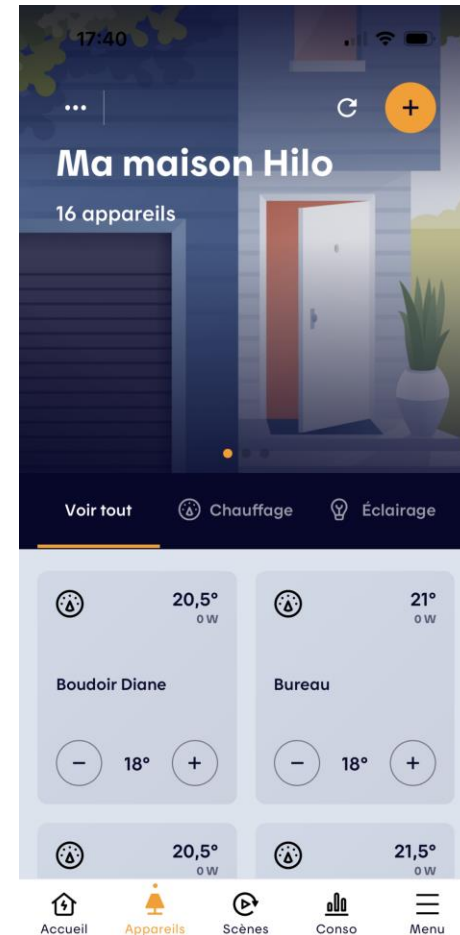 17:40
Ma maison Hilo
16 appareils
Voir tout Chauffage Éclairage
20,5° 21°
0 W 0 W
Boudoir Diane Bureau
18° 18°
20,5° 21,5°
0 W 0 W
Accueil Appareils Scènes Conso Menu